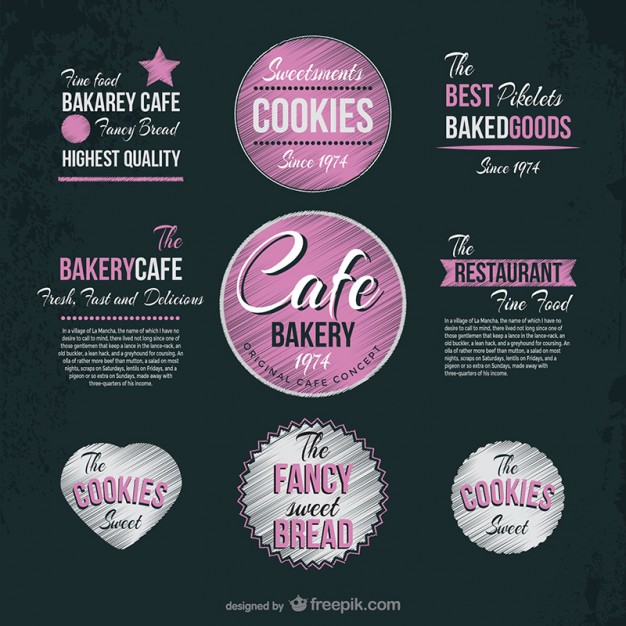 Fine food
BAKAREY CAFE
Fancy Bread
HIGHEST QUALITY
Sweetsments
COOKIES
Since 1974
The
BEST Pikelets
BAKEDGOODS
Since 1974
The
BAKERYCAFE
Fresh, Fast and Delicious
In a village of La Mancha, the
name of which I have no
desire to call to mind, there
lived not long since one of
those gentlemen that keep a lance in
the lance-rack, an old buckler, a lean
hack, and a greyhound for coursing. An
olla of rather more beef than mutton, a
salad on most nights, scraps on
Saturdays, lentils on Fridays, and a
pigeon or so extra on Sundays, made
away with three-quarters of his income.
Cafe
BAKERY
1974
ORIGINAL CAFE CONCEPT
The
RESTAURANT
Fine Food
In a village of La Mancha, the
name of which I have no
desire to call to mind, there
lived not long since one of
those gentlemen that keep a lance in
the lance-rack, an old buckler, a lean
hack, and a greyhound for coursing. An
olla of rather more beef than mutton, a
salad on most nights, scraps on
Saturdays, lentils on Fridays, and a
pigeon or so extra on Sundays, made
away with three-quarters of his income.
The
COOKIES
Sweet
The
FANCY
sweet
BREAD
The
COOKIES
Sweet
designed by freepik.com